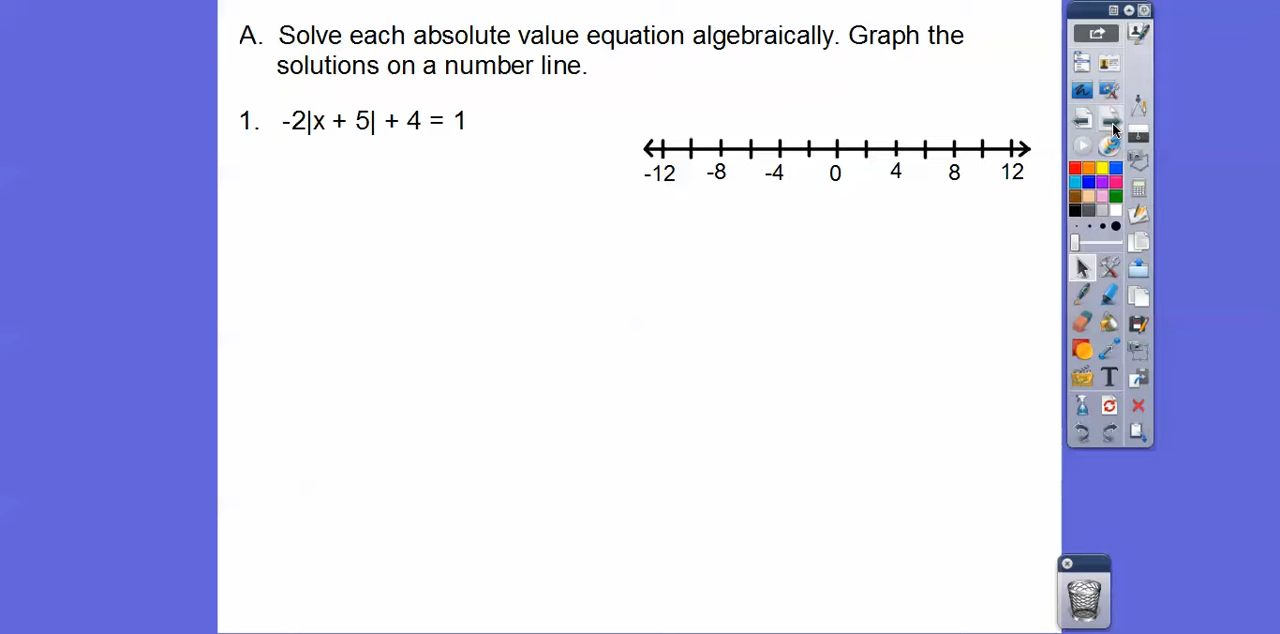 A. Solve each absolute value equation algebraically. Graph the
solutions on a number line.
1. -2|x + 5| + 4 = 1
-12 -8 -4 0 4 8 12
T